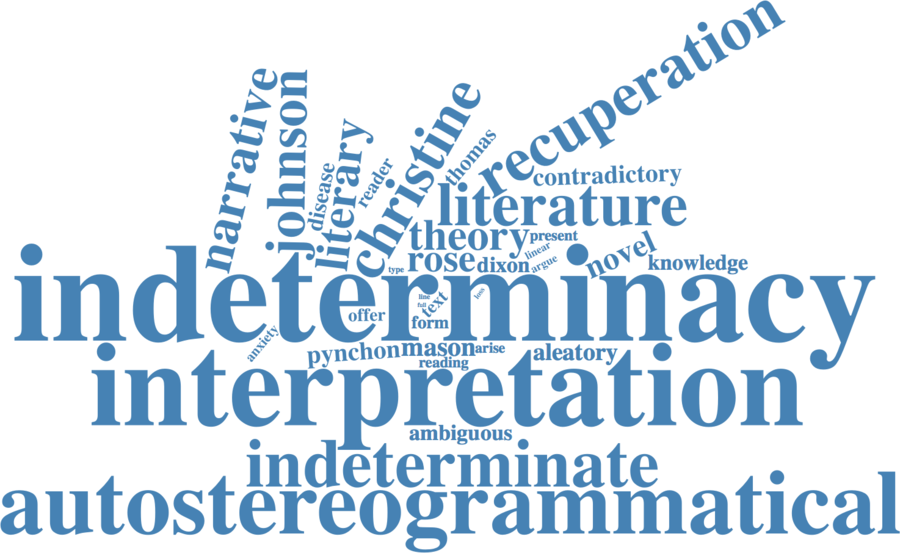 recuperation
narrative
johnson
christine
literary
disease
reader
thomas
contradictory
literature
theory
present
linear
argue
novel
knowledge
rose
dixon
type
indeterminacy
line
full
text
loss
offer
form
anxiety
pynchon
mason
arise
reading
aleatory
interpretation
ambiguous
indeterminate
autostereogrammatical